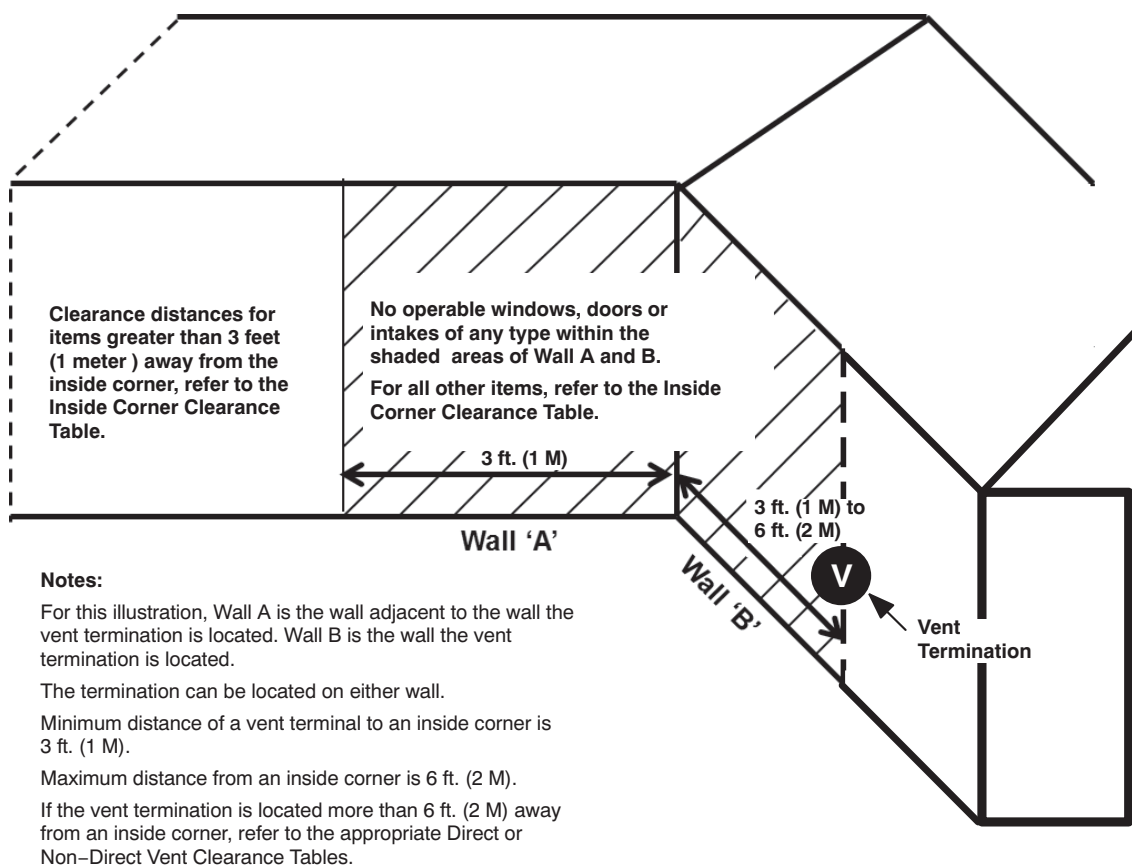 Clearance distances for
items greater than 3 feet
(1 meter ) away from the
inside corner, refer to the
Inside Corner Clearance
Table.
No operable windows, doors or
intakes of any type within the
shaded areas of Wall A and B.
For all other items, refer to the Inside
Corner Clearance Table.
3 ft. (1 M)
3 ft. (1 M) to
6 ft. (2 M)
Wall ‘A’
Wall ‘B’
V
Vent
Termination
Notes:
For this illustration, Wall A is the wall adjacent to the wall the
vent termination is located. Wall B is the wall the vent
termination is located.
The termination can be located on either wall.
Minimum distance of a vent terminal to an inside corner is
3 ft. (1 M).
Maximum distance from an inside corner is 6 ft. (2 M).
If the vent termination is located more than 6 ft. (2 M) away
from an inside corner, refer to the appropriate Direct or
Non−Direct Vent Clearance Tables.